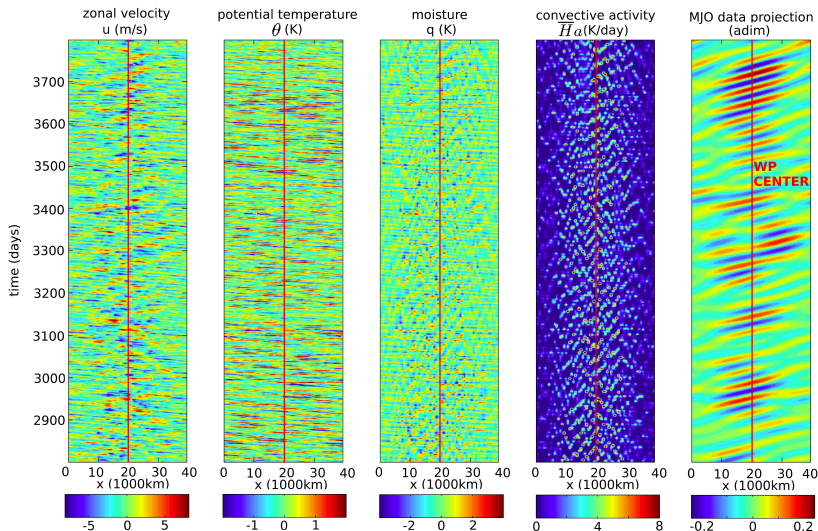 zonal velocity
u (m/s)
potential temperature
θ (K)
moisture
q (K)
convective activity
H̅a(K/day)
MJO data projection
(adim)
time (days)
3700
3600
3500
3400
3300
3200
3100
3000
2900
WP
CENTER
0 10 20 30 40
x (1000km)
0 10 20 30 40
x (1000km)
0 10 20 30 40
x (1000km)
0 10 20 30 40
x (1000km)
0 10 20 30 40
x (1000km)
-5 0 5
-1 0 1
-2 0 2
0 4 8
-0.2 0 0.2